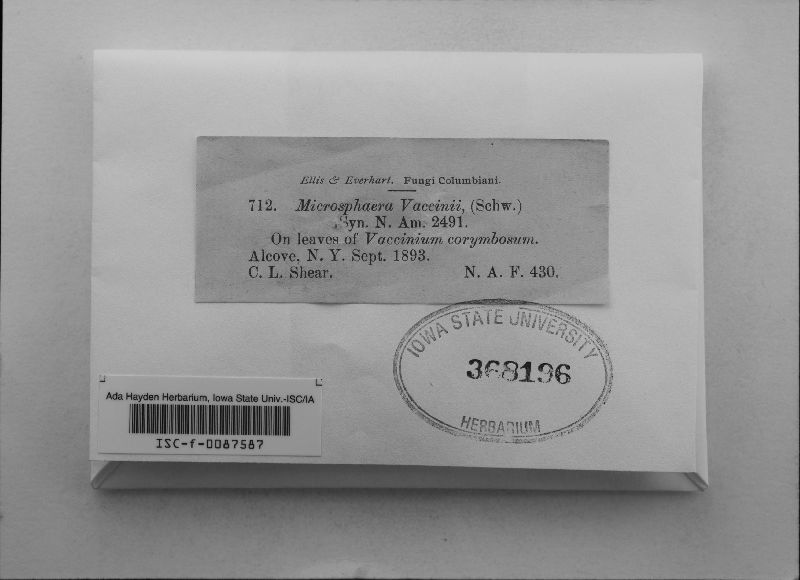 Ellis & Everhart. Fungi Columbiani.
712. Microsphaera Vaccinii, (Schw.)
Syn. N. Am. 2491.
On leaves of Vaccinium corymbosum.
Alcove, N. Y. Sept. 1893.
C. L. Shear. N. A. F. 430.
IOWA STATE UNIVERSITY
368196
HERBARIUM
Ada Hayden Herbarium, Iowa State Univ.-ISC/IA
ISC-f-0087587